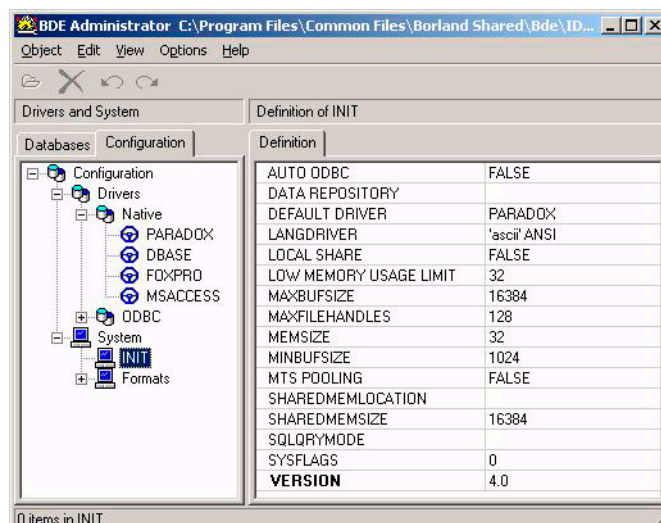 BDE Administrator C:\Program Files\Common Files\Borland Shared\Bde\ID...
Object Edit View Options Help
Drivers and System
Definition of INIT
Databases Configuration
Definition
Configuration
Drivers
Native
PARADOX
DBASE
FOXPRO
MSACCESS
ODBC
System
INIT
Formats
AUTO ODBC FALSE
DATA REPOSITORY
DEFAULT DRIVER PARADOX
LANGDRIVER 'ascii' ANSI
LOCAL SHARE FALSE
LOW MEMORY USAGE LIMIT 32
MAXBUFSIZE 16384
MAXFILEHANDLES 128
MEMSIZE 32
MINBUFSIZE 1024
MTS POOLING FALSE
SHAREDMEMLOCATION
SHAREDMEMSIZE 16384
SQLQRYMODE
SYSFLAGS 0
VERSION 4.0
0 items in INIT